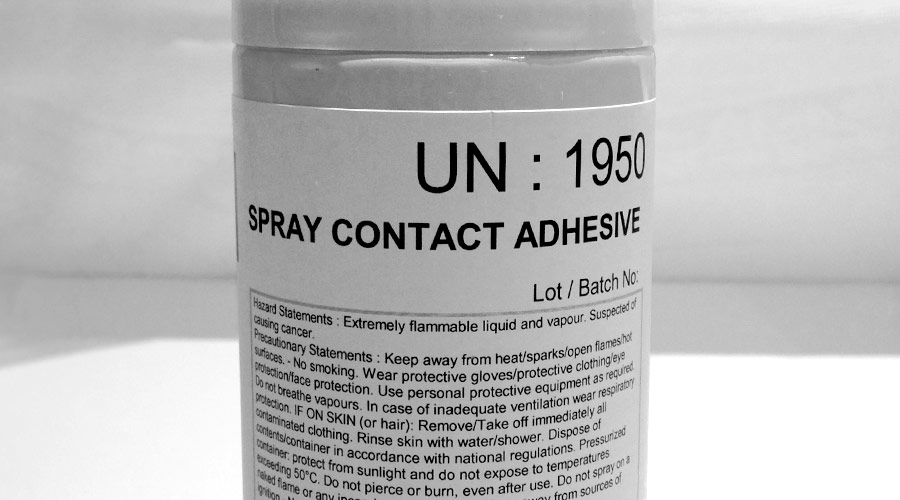 UN : 1950
SPRAY CONTACT ADHESIVE
Lot / Batch No:
Hazard Statements : Extremely flammable liquid and vapour. Suspected of
causing cancer.
Precautionary Statements : Keep away from heat/sparks/open flames/hot
surfaces. - No smoking. Wear protective gloves/protective clothing/eye
protection/face protection. Use personal protective equipment as required.
Do not breathe vapours. In case of inadequate ventilation wear respiratory
protection. IF ON SKIN (or hair): Remove/Take off immediately all
contaminated clothing. Rinse skin with water/shower. Dispose of
contents/container in accordance with national regulations. Pressurized
container: protect from sunlight and do not expose to temperatures
exceeding 50°C. Do not pierce or burn, even after use. Do not spray on a
naked flame or any away from sources of
ignition.